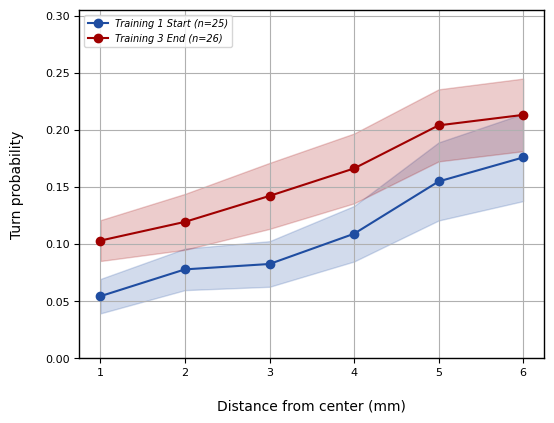 Training 1 Start (n=25)
Training 3 End (n=26)
Turn probability
0.30
0.25
0.20
0.15
0.10
0.05
0.00
1 2 3 4 5 6
Distance from center (mm)